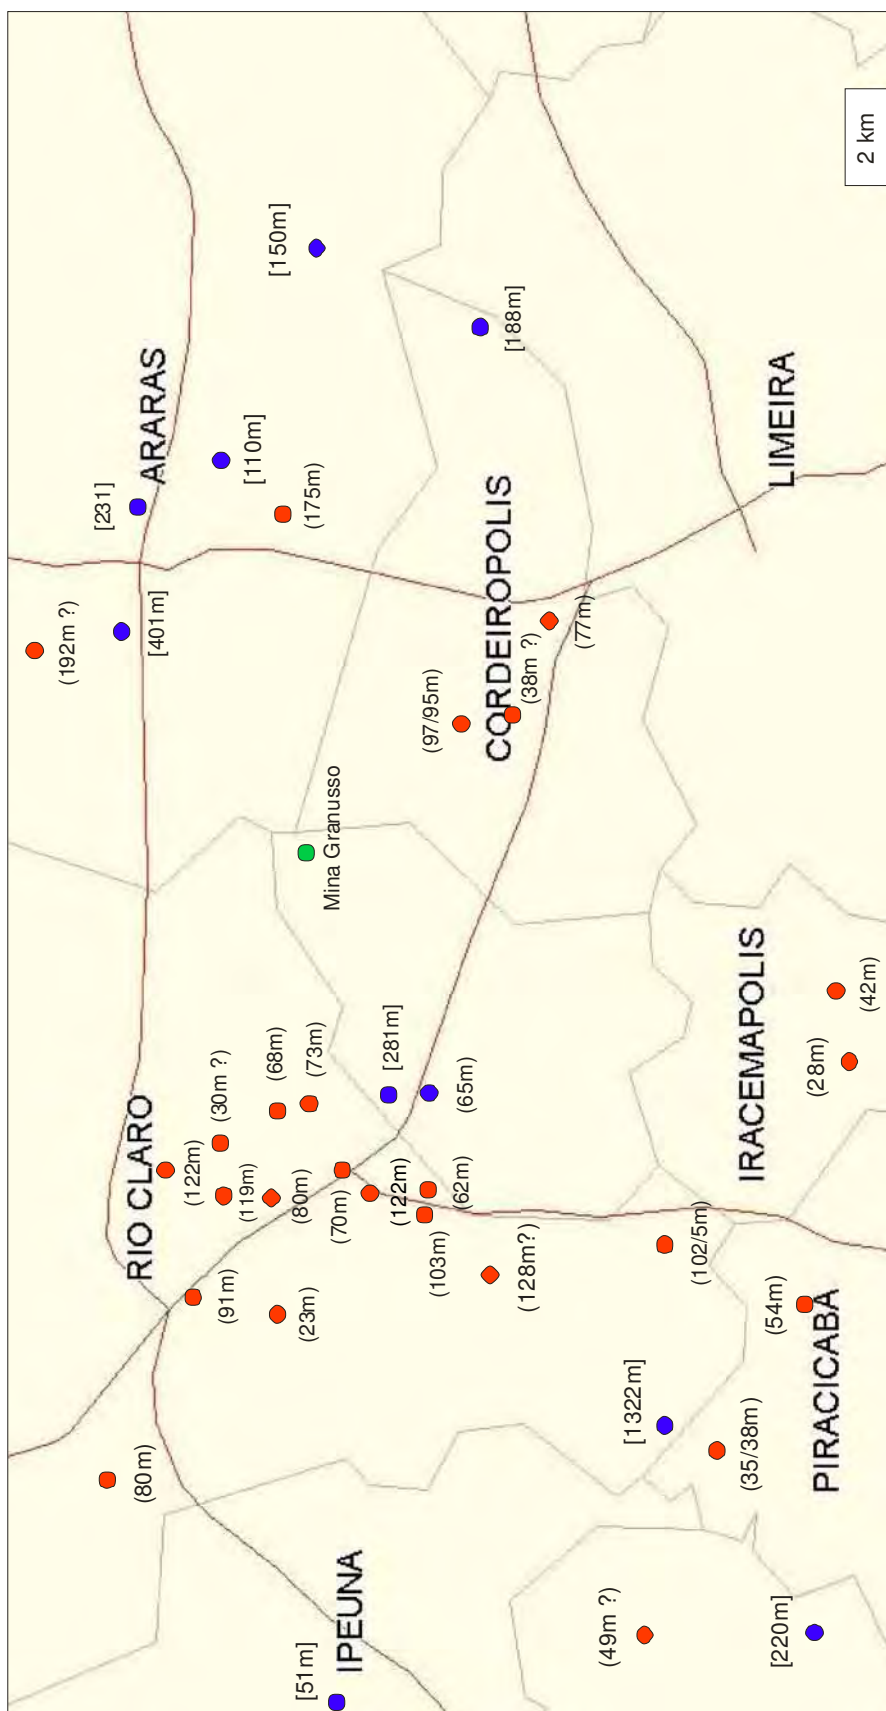 (192m ?)
[231]
RIO CLARO
ARARAS
(80m)
[401m]
(122m)
(30m ?)
(91m)
(119m)
[110m]
(68m)
[150m]
(80m)
[51m]
(23m)
(175m)
(73m)
Mina Granusso
(70m)
IPEUNA
[281m]
(122m)
(97/95m)
(103m)
(62m)
(65m)
CORDEIROPOLIS
[188m]
(128m?)
(38m ?)
(77m)
(49m ?)
[1322m]
(102/5m)
(35/38m)
IRACEMAPOLIS
(54m)
LIMEIRA
[220m]
(28m)
PIRACICABA
2 km
(42m)